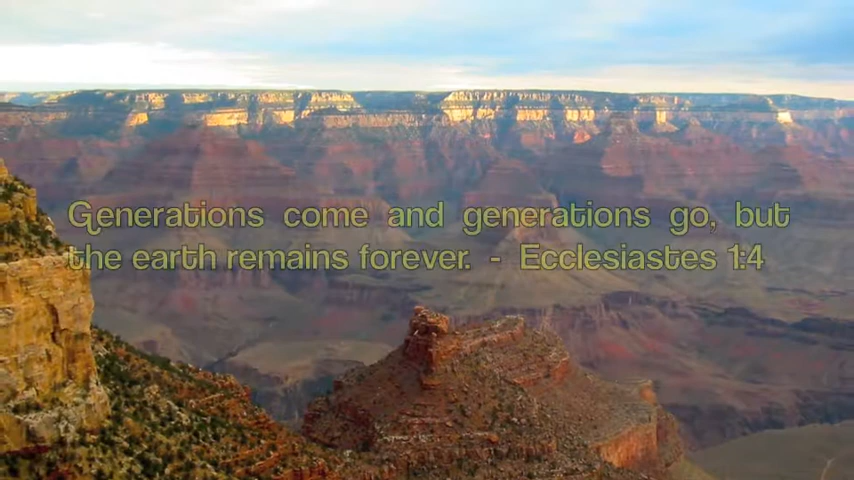 Generations come and generations go, but
the earth remains forever. - Ecclesiastes 1:4